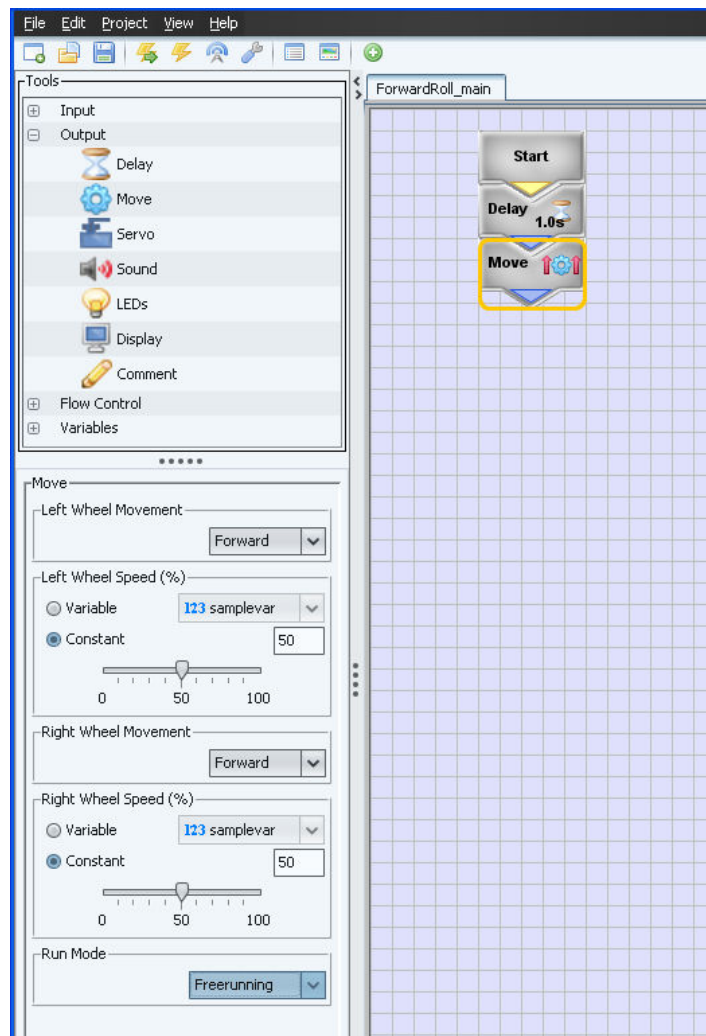 File Edit Project View Help
Tools
Input
Output
Delay
Move
Servo
Sound
LEDs
Display
Comment
Flow Control
Variables
ForwardRoll_main
Start
Delay
1.0s
Move
Move
Left Wheel Movement
Forward
Left Wheel Speed (%)
Variable 123 samplevar
Constant 50
0 50 100
Right Wheel Movement
Forward
Right Wheel Speed (%)
Variable 123 samplevar
Constant 50
0 50 100
Run Mode
Freerunning